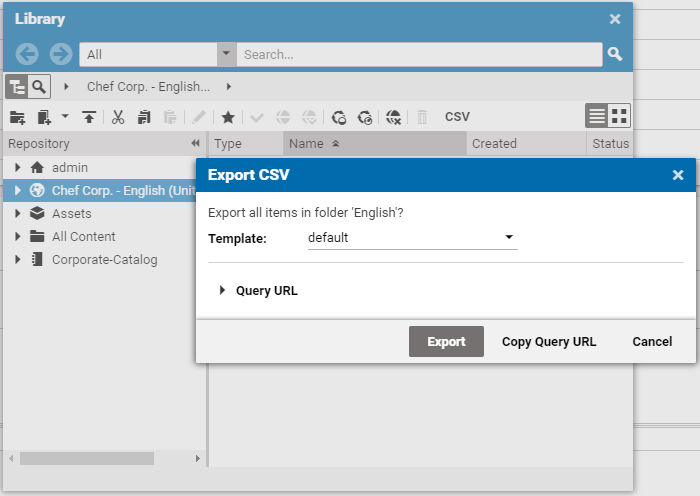 Library
All
Search...
Chef Corp. - English...
CSV
Repository
Type
Name
Created
Status
admin
Chef Corp. - English (Unit
Assets
All Content
Corporate-Catalog
Export CSV
Export all items in folder 'English'?
Template:
default
Query URL
Export
Copy Query URL
Cancel